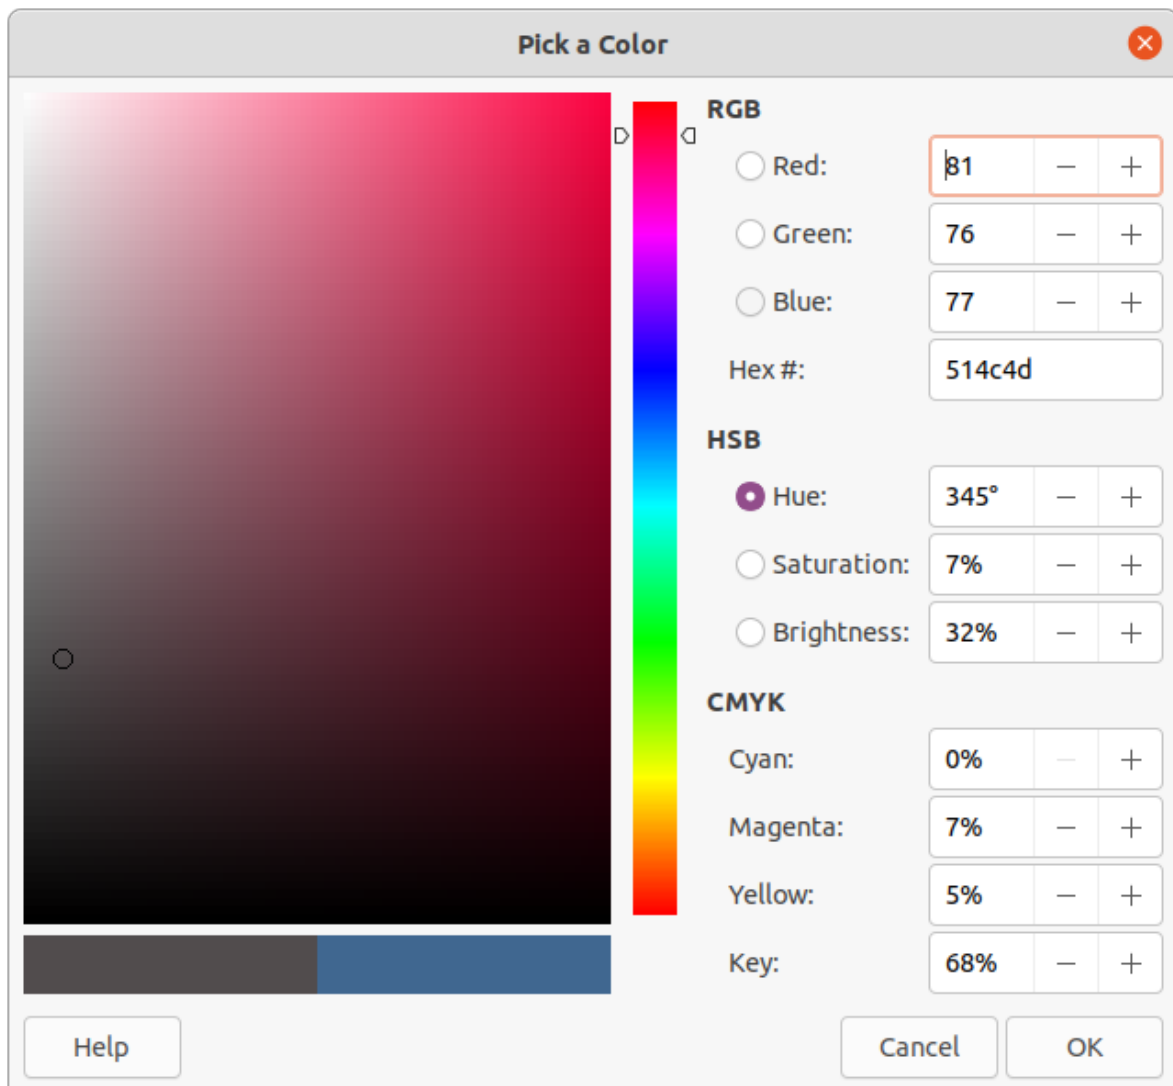 Pick a Color
RGB
Red: 81
Green: 76
Blue: 77
Hex #: 514c4d
HSB
Hue: 345°
Saturation: 7%
Brightness: 32%
CMYK
Cyan: 0%
Magenta: 7%
Yellow: 5%
Key: 68%
Help Cancel OK